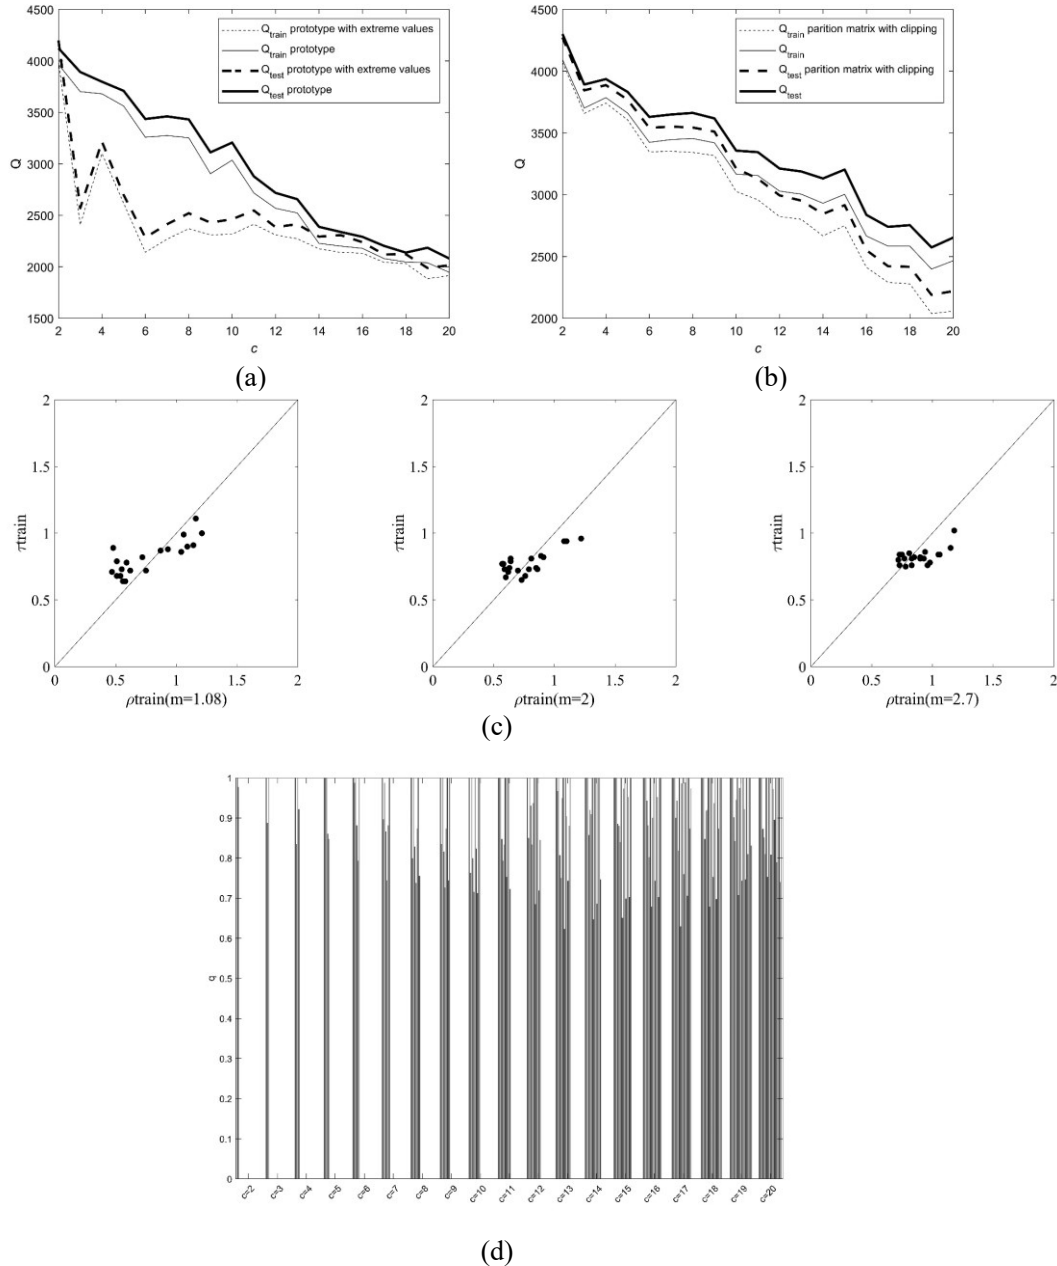 4500
4000
3500
3000
2500
2000
1500
Q
2 4 6 8 10 12 14 16 18 20
c
Q_train prototype with extreme values
Q_train prototype
Q_test prototype with extreme values
Q_test prototype
(a)
4500
4000
3500
3000
2500
2000
Q
2 4 6 8 10 12 14 16 18 20
c
Q_train parition matrix with clipping
Q_train
Q_test parition matrix with clipping
Q_test
(b)
2
1.5
1
0.5
0
τtrain
0 0.5 1 1.5 2
ρtrain(m=1.08)
2
1.5
1
0.5
0
τtrain
0 0.5 1 1.5 2
ρtrain(m=2)
2
1.5
1
0.5
0
τtrain
0 0.5 1 1.5 2
ρtrain(m=2.7)
(c)
1
0.9
0.8
0.7
0.6
0.5
0.4
0.3
0.2
0.1
0
q
c=2 c=3 c=4 c=5 c=6 c=7 c=8 c=9 c=10 c=11 c=12 c=13 c=14 c=15 c=16 c=17 c=18 c=19 c=20
(d)